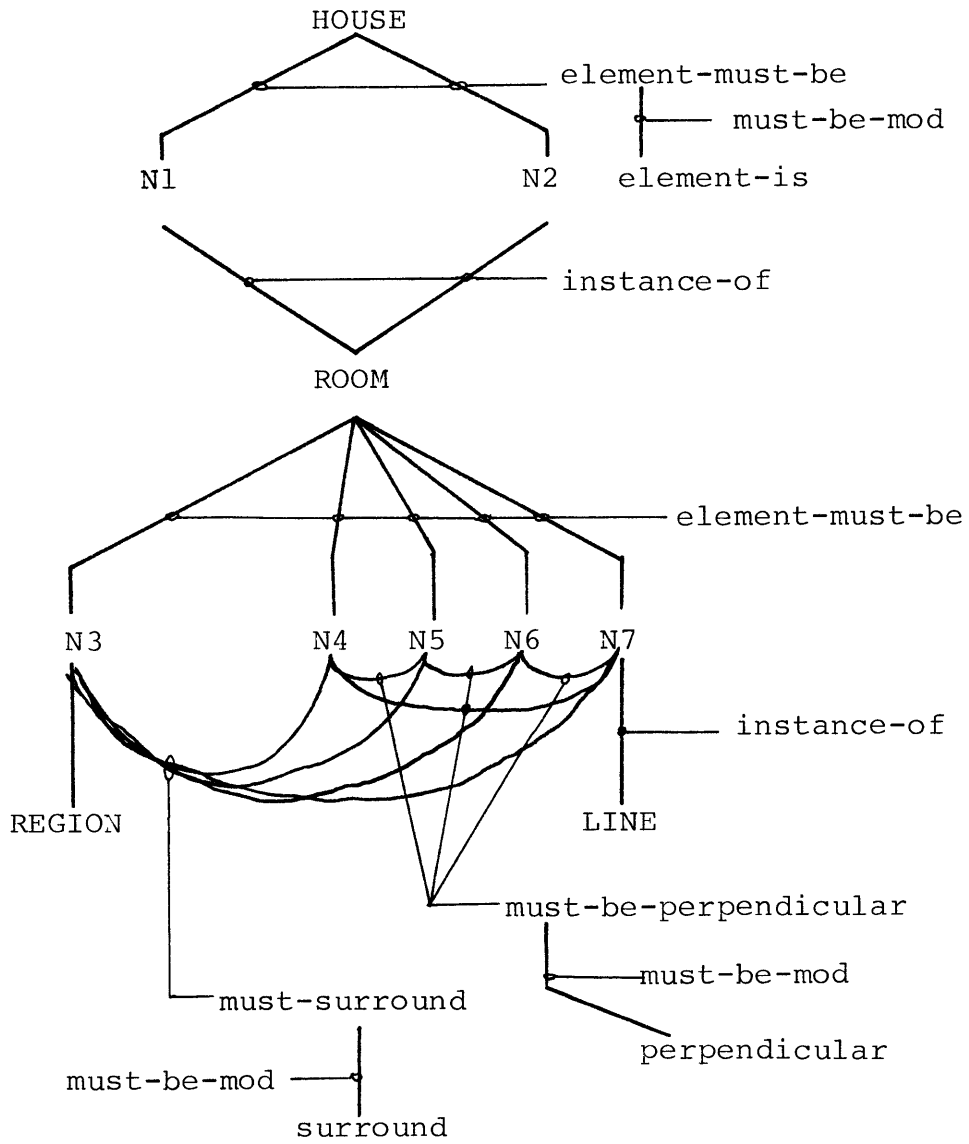 HOUSE
element-must-be
must-be-mod
N1 N2 element-is
instance-of
ROOM
element-must-be
N3 N4 N5 N6 N7
instance-of
REGION LINE
must-be-perpendicular
must-be-mod
must-surround
perpendicular
must-be-mod
surround